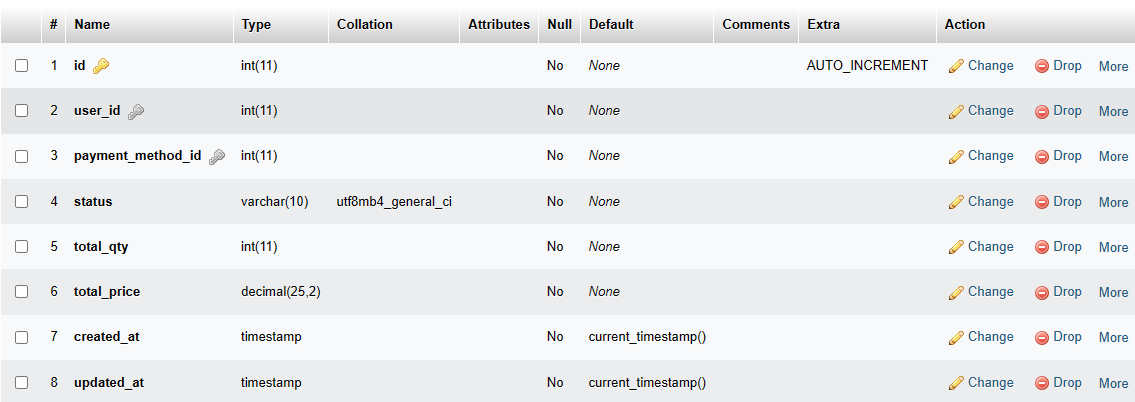 # Name Type Collation Attributes Null Default Comments Extra Action
1 id int(11) No None AUTO_INCREMENT Change Drop More
2 user_id int(11) No None Change Drop More
3 payment_method_id int(11) No None Change Drop More
4 status varchar(10) utf8mb4_general_ci No None Change Drop More
5 total_qty int(11) No None Change Drop More
6 total_price decimal(25,2) No None Change Drop More
7 created_at timestamp No current_timestamp() Change Drop More
8 updated_at timestamp No current_timestamp() Change Drop More